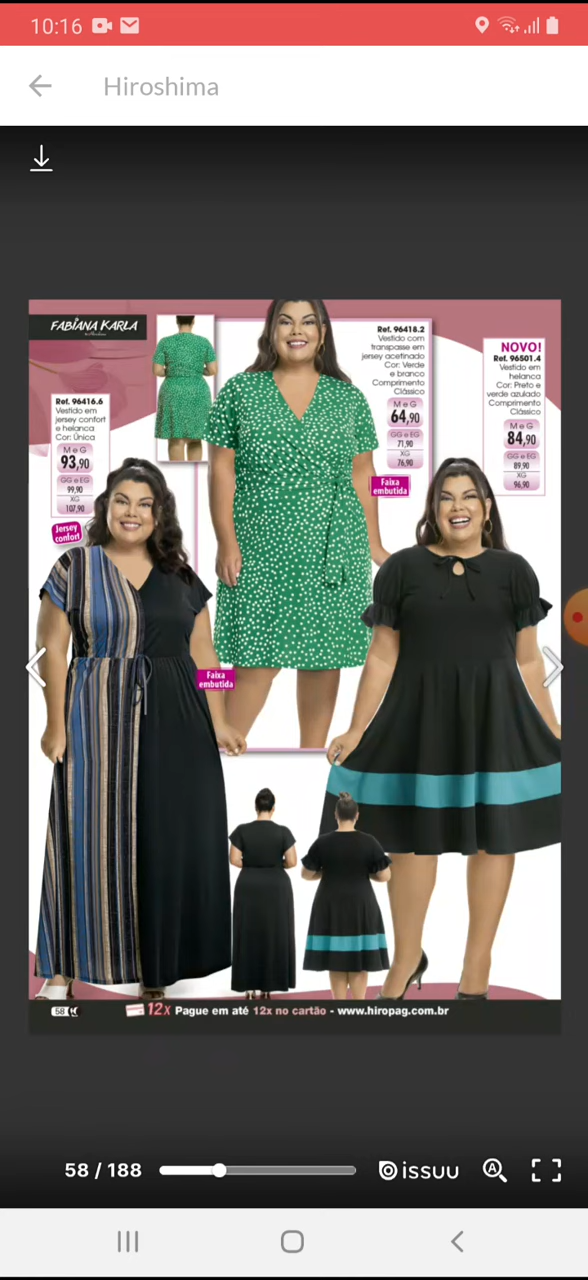 10:16
Hiroshima
FABIANA KARLA
Ref. 96418.2
Vestido com
transpasse em
jersey acetinado
Cor: Verde
e branco
Comprimento
Clássico
M e G
64,90
GG e EG
71,90
XG
76,90
Faixa
embutida
NOVO!
Ref. 96501.4
Vestido em
helanca
Cor: Preto e
verde azulado
Comprimento
Clássico
M e G
84,90
GG e EG
89,90
XG
96,90
Ref. 96416.6
Vestido em
jersey confort
e helanca
Cor: Única
M e G
93,90
GG e EG
99,90
XG
107,90
Jersey
confort
Faixa
embutida
58
12X Pague em até 12x no cartão - www.hiropag.com.br
58 / 188
issuu
A